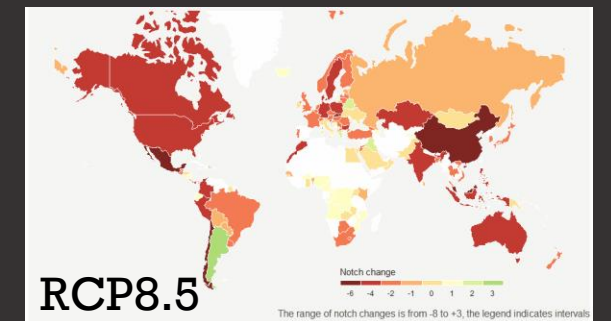 RCP8.5
Notch change
-6 -4 -2 -1 0 1 2 3
The range of notch changes is from -8 to +3, the legend indicates intervals